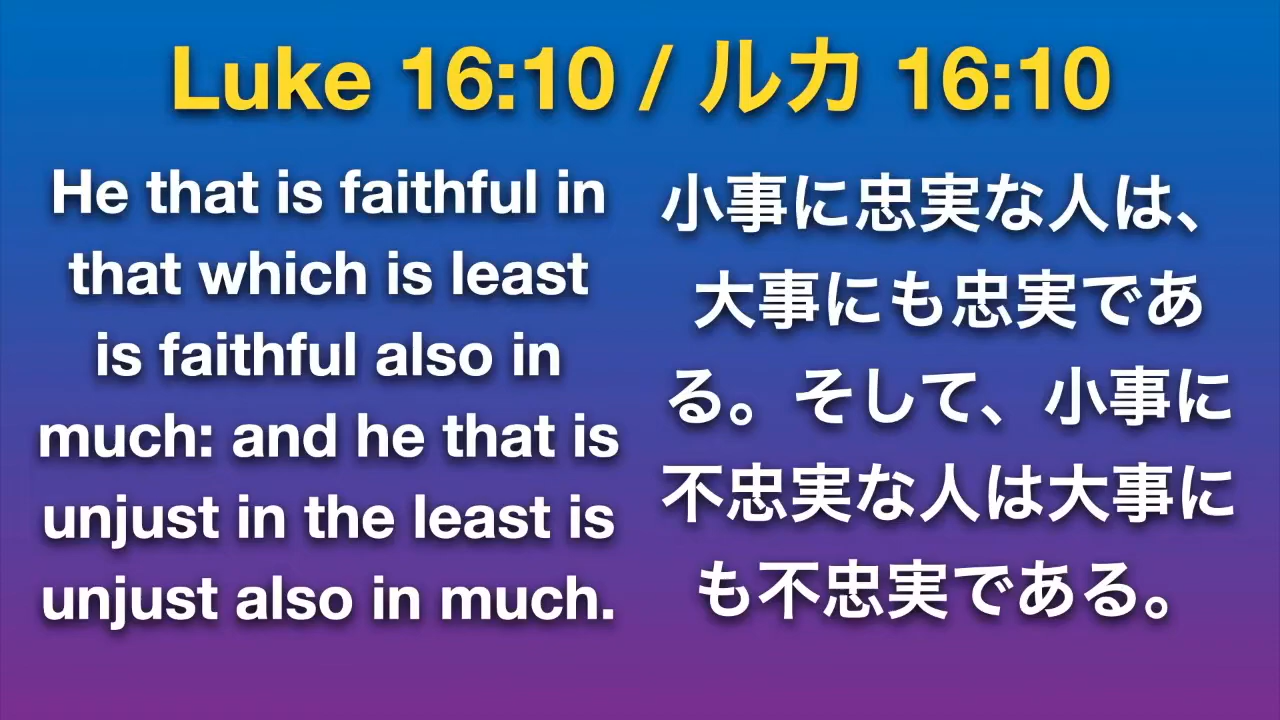 Luke 16:10 / ルカ 16:10
He that is faithful in
that which is least
is faithful also in
much: and he that is
unjust in the least is
unjust also in much.
小事に忠実な人は、
大事にも忠実であ
る。そして、小事に
不忠実な人は大事に
も不忠実である。